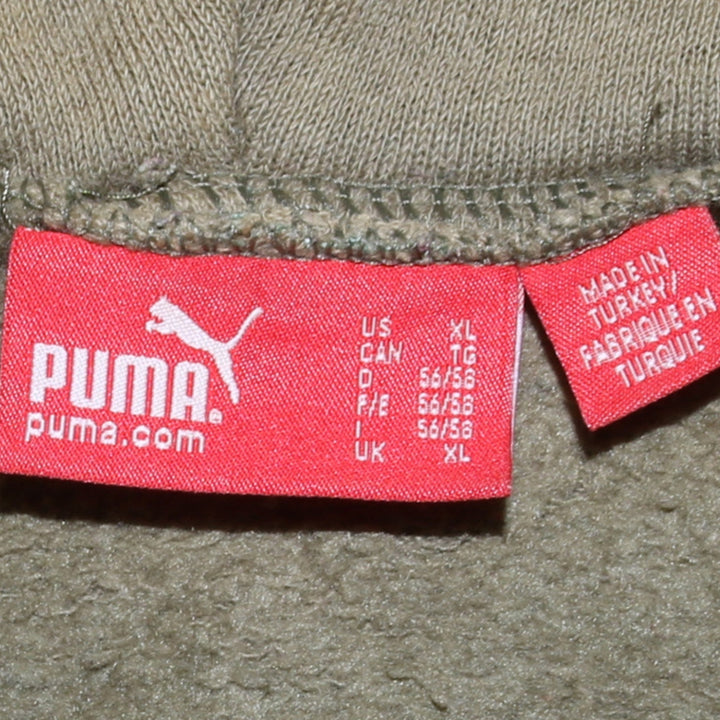 PUMA®
puma.com
US XL
CAN TG
D 56/58
F/E 56/58
I 56/58
UK XL
MADE IN
TURKEY/
FABRIQUE EN
TURQUIE